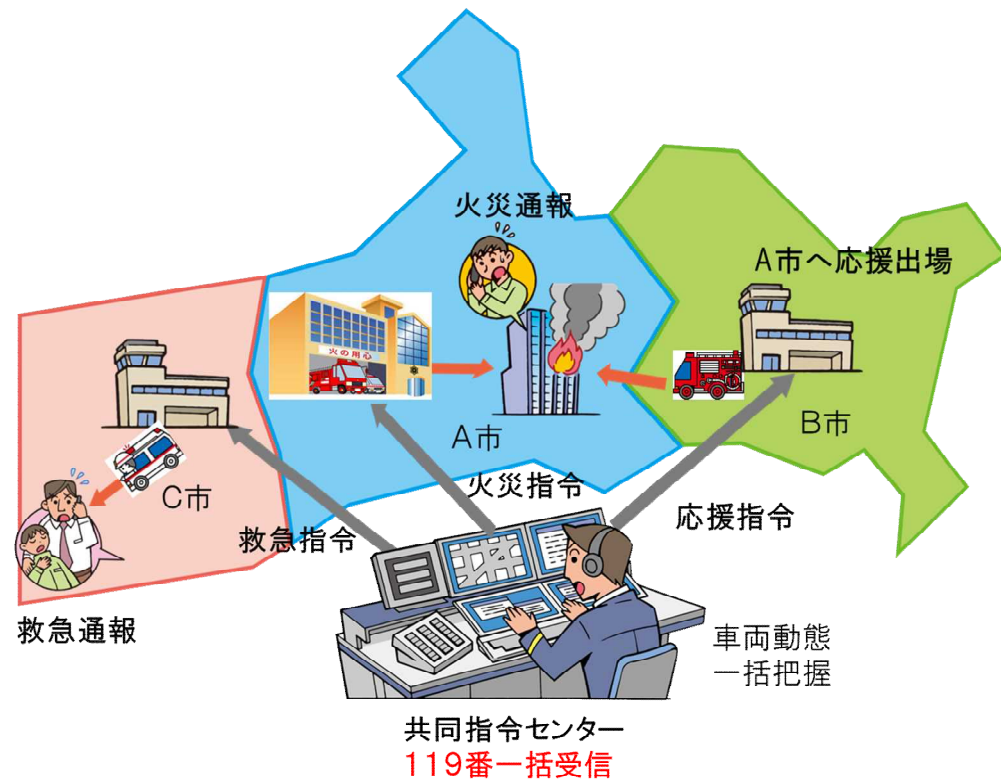 火災通報
A市へ応援出場
火の用心
A市
B市
C市
火災指令
応援指令
救急指令
救急通報
車両動態
一括把握
共同指令センター
119番一括受信